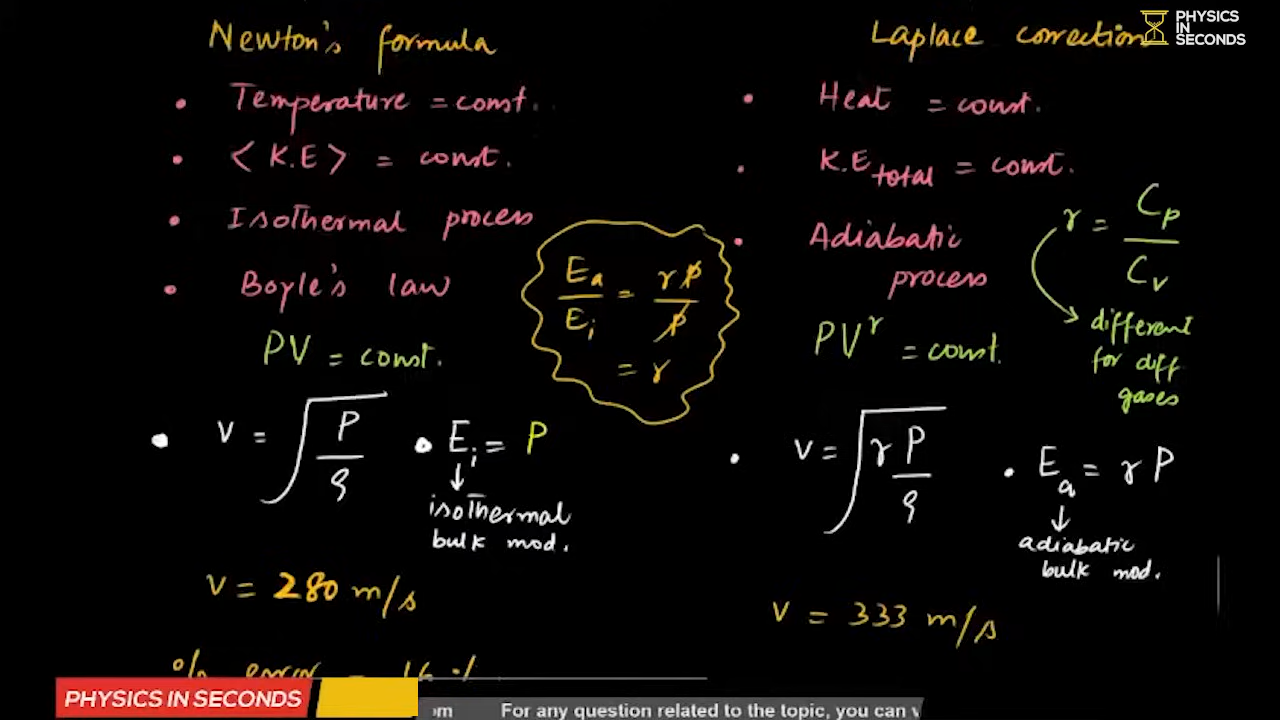 PHYSICS
IN
SECONDS
Newton's formula
• Temperature = const.
• < K.E > = const.
• Isothermal process
• Boyle's law
PV = const.
• v = √(P/ρ) • Ei = P
isothermal
bulk mod.
v = 280 m/s
% error = 16 %
Ea/Ei = γP/P
= γ
Laplace correction
• Heat = const.
• K.E total = const.
• Adiabatic
process
γ = Cp/Cv
different
for diff
gases
PV^γ = const.
• v = √(γP/ρ) • Ea = γP
adiabatic
bulk mod.
v = 333 m/s
PHYSICS IN SECONDS
om For any question related to the topic, you can v